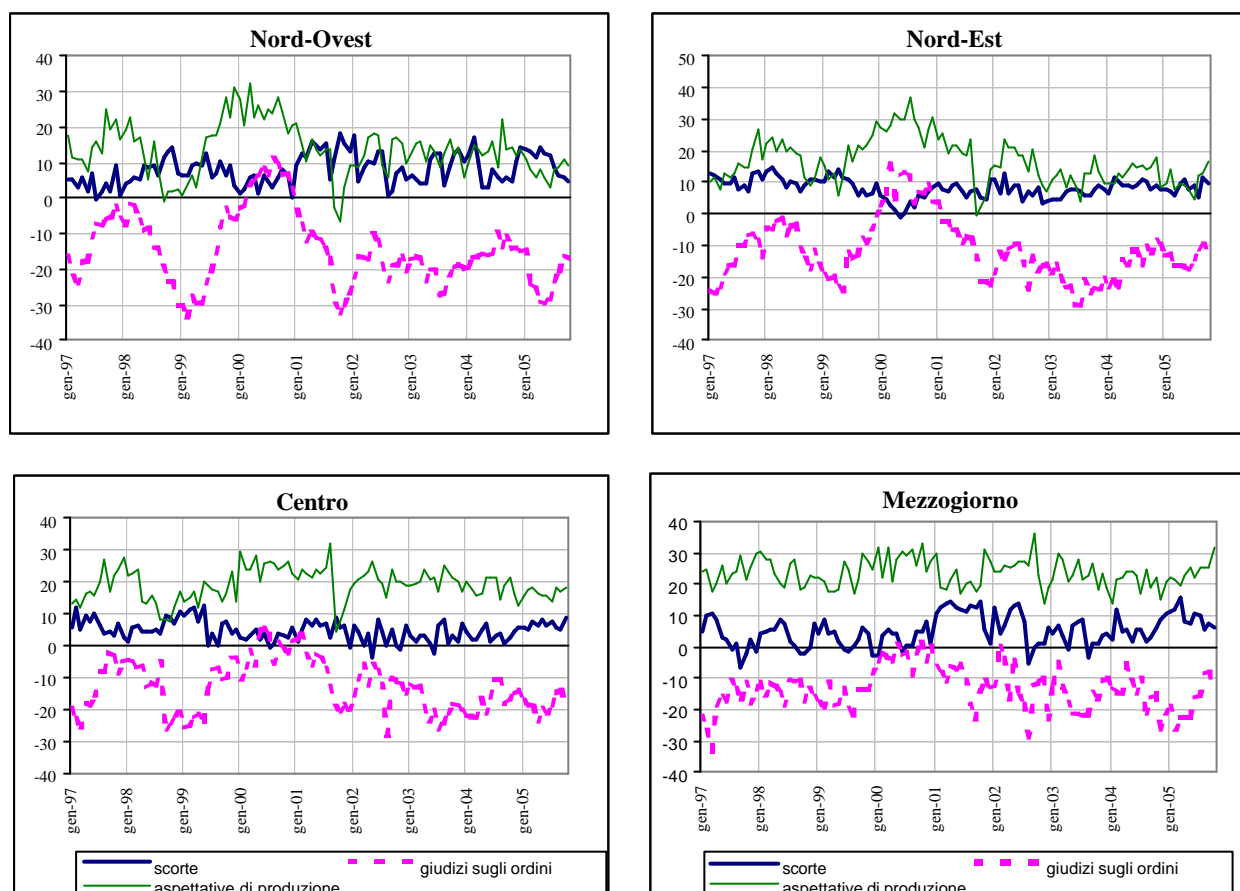 Nord-Ovest
40
30
20
10
0
-10
-20
-30
-40
gen-97
gen-98
gen-99
gen-00
gen-01
gen-02
gen-03
gen-04
gen-05
Nord-Est
50
40
30
20
10
0
-10
-20
-30
-40
gen-97
gen-98
gen-99
gen-00
gen-01
gen-02
gen-03
gen-04
gen-05
Centro
40
30
20
10
0
-10
-20
-30
-40
gen-97
gen-98
gen-99
gen-00
gen-01
gen-02
gen-03
gen-04
gen-05
scorte
giudizi sugli ordini
aspettative di produzione
Mezzogiorno
40
30
20
10
0
-10
-20
-30
-40
gen-97
gen-98
gen-99
gen-00
gen-01
gen-02
gen-03
gen-04
gen-05
scorte
giudizi sugli ordini
aspettative di produzione